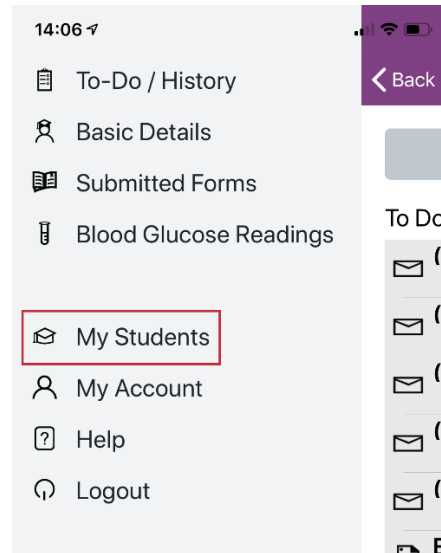 14:06
To-Do / History
Back
Basic Details
Submitted Forms
To Do
Blood Glucose Readings
My Students
My Account
? Help
Logout